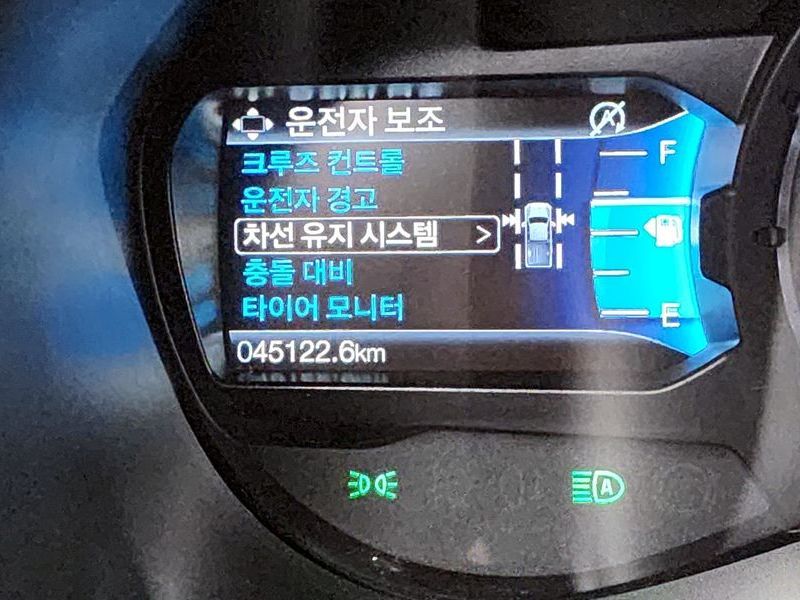 운전자 보조
크루즈 컨트롤
운전자 경고
차선 유지 시스템 >
충돌 대비
타이어 모니터
045122.6km
F
E
A